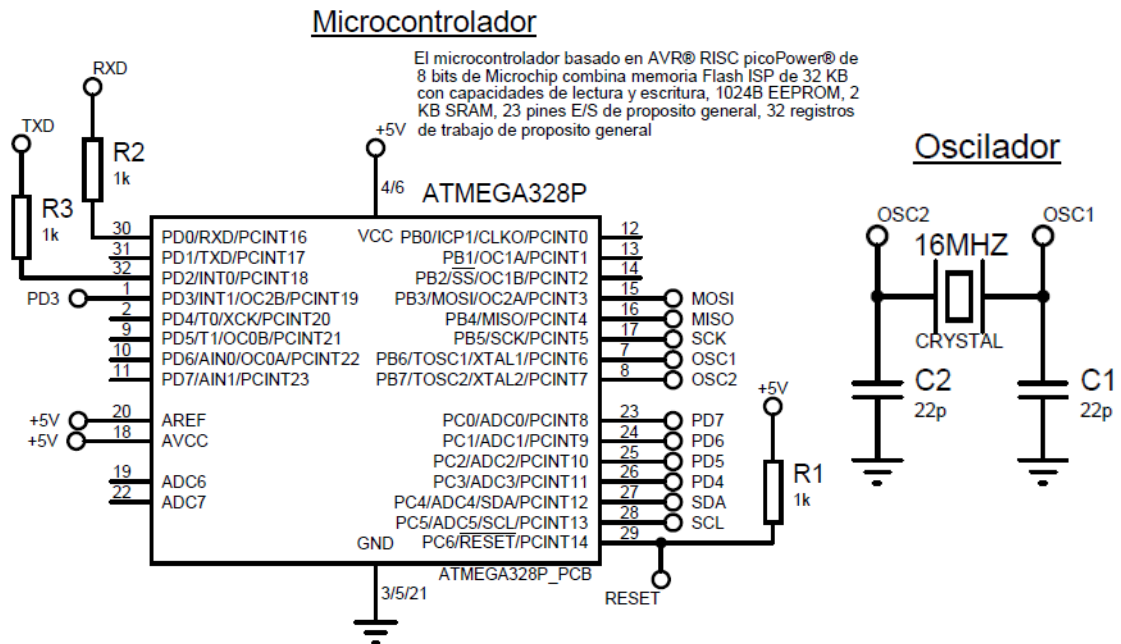 Microcontrolador
El microcontrolador basado en AVR® RISC picoPower® de
8 bits de Microchip combina memoria Flash ISP de 32 KB
con capacidades de lectura y escritura, 1024B EEPROM, 2
KB SRAM, 23 pines E/S de proposito general, 32 registros
de trabajo de proposito general
RXD
TXD
R2
1k
R3
1k
+5V
4/6
ATMEGA328P
VCC
30 PD0/RXD/PCINT16
31 PD1/TXD/PCINT17
32 PD2/INT0/PCINT18
PD3 1 PD3/INT1/OC2B/PCINT19
2 PD4/T0/XCK/PCINT20
9 PD5/T1/OC0B/PCINT21
10 PD6/AIN0/OC0A/PCINT22
11 PD7/AIN1/PCINT23
+5V 20 AREF
+5V 18 AVCC
19 ADC6
22 ADC7
PB0/ICP1/CLKO/PCINT0 12
PB1/OC1A/PCINT1 13
PB2/SS/OC1B/PCINT2 14
PB3/MOSI/OC2A/PCINT3 15 MOSI
PB4/MISO/PCINT4 16 MISO
PB5/SCK/PCINT5 17 SCK
PB6/TOSC1/XTAL1/PCINT6 7 OSC1
PB7/TOSC2/XTAL2/PCINT7 8 OSC2
PC0/ADC0/PCINT8 23 PD7
PC1/ADC1/PCINT9 24 PD6
PC2/ADC2/PCINT10 25 PD5
PC3/ADC3/PCINT11 26 PD4
PC4/ADC4/SDA/PCINT12 27 SDA
PC5/ADC5/SCL/PCINT13 28 SCL
PC6/RESET/PCINT14 29
GND
ATMEGA328P_PCB
3/5/21
RESET
+5V
R1
1k
Oscilador
OSC2
OSC1
16MHZ
CRYSTAL
C2
22p
C1
22p